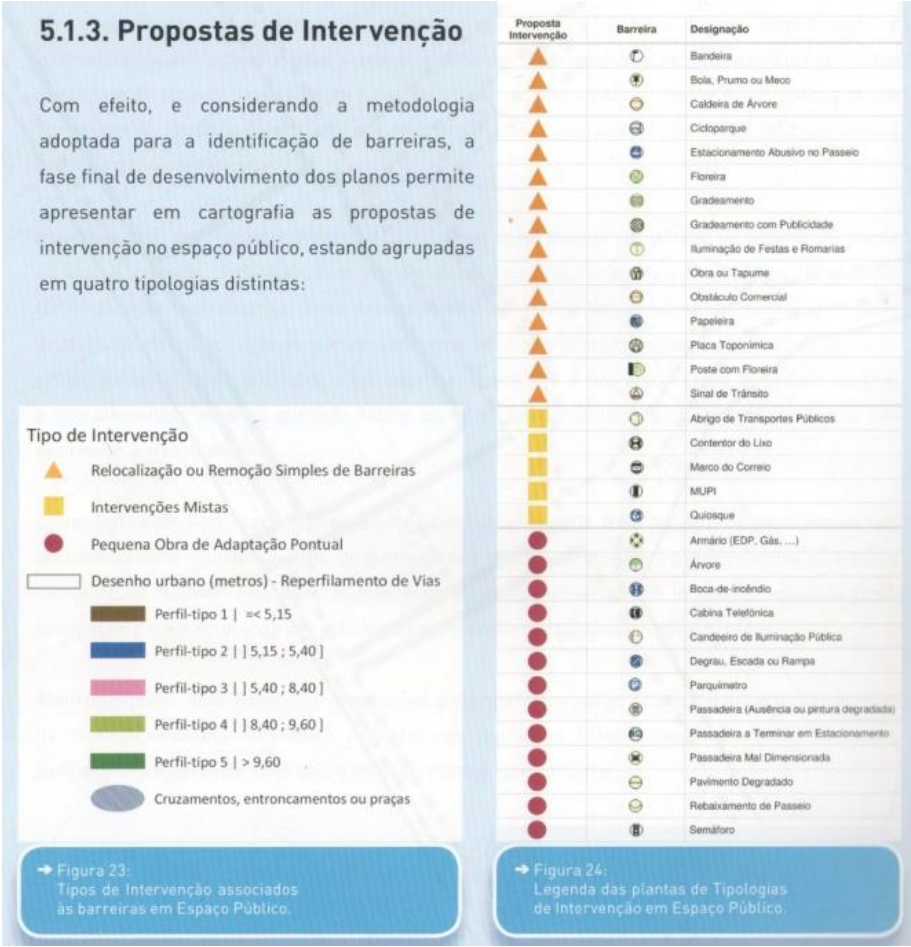 5.1.3. Propostas de Intervenção
Com efeito, e considerando a metodologia
adoptada para a identificação de barreiras, a
fase final de desenvolvimento dos planos permite
apresentar em cartografia as propostas de
intervenção no espaço público, estando agrupadas
em quatro tipologias distintas:
Tipo de Intervenção
Relocalização ou Remoção Simples de Barreiras
Intervenções Mistas
Pequena Obra de Adaptação Pontual
Desenho urbano (metros) - Reperfilamento de Vias
Perfil-tipo 1 | =< 5,15
Perfil-tipo 2 | ] 5,15 ; 5,40 ]
Perfil-tipo 3 | ] 5,40 ; 8,40 ]
Perfil-tipo 4 | ] 8,40 ; 9,60 ]
Perfil-tipo 5 | > 9,60
Cruzamentos, entroncamentos ou praças
➔ Figura 23:
Tipos de Intervenção associados
às barreiras em Espaço Público.
Proposta Intervenção Barreira Designação
Bandeira
Bola, Prumo ou Meco
Caldeira de Árvore
Cicloparque
Estacionamento Abusivo no Passeio
Floreira
Gradeamento
Gradeamento com Publicidade
Iluminação de Festas e Romarias
Obra ou Tapume
Obstáculo Comercial
Papeleira
Placa Toponímica
Poste com Floreira
Sinal de Trânsito
Abrigo de Transportes Públicos
Contentor do Lixo
Marco do Correio
MUPI
Quiosque
Armário (EDP, Gás, ...)
Árvore
Boca-de-incêndio
Cabina Telefónica
Candeeiro de Iluminação Pública
Degrau, Escada ou Rampa
Parquímetro
Passadeira (Ausência ou pintura degradada)
Passadeira a Terminar em Estacionamento
Passadeira Mal Dimensionada
Pavimento Degradado
Rebaixamento de Passeio
Semáforo
➔ Figura 24:
Legenda das plantas de Tipologias
de Intervenção em Espaço Público.